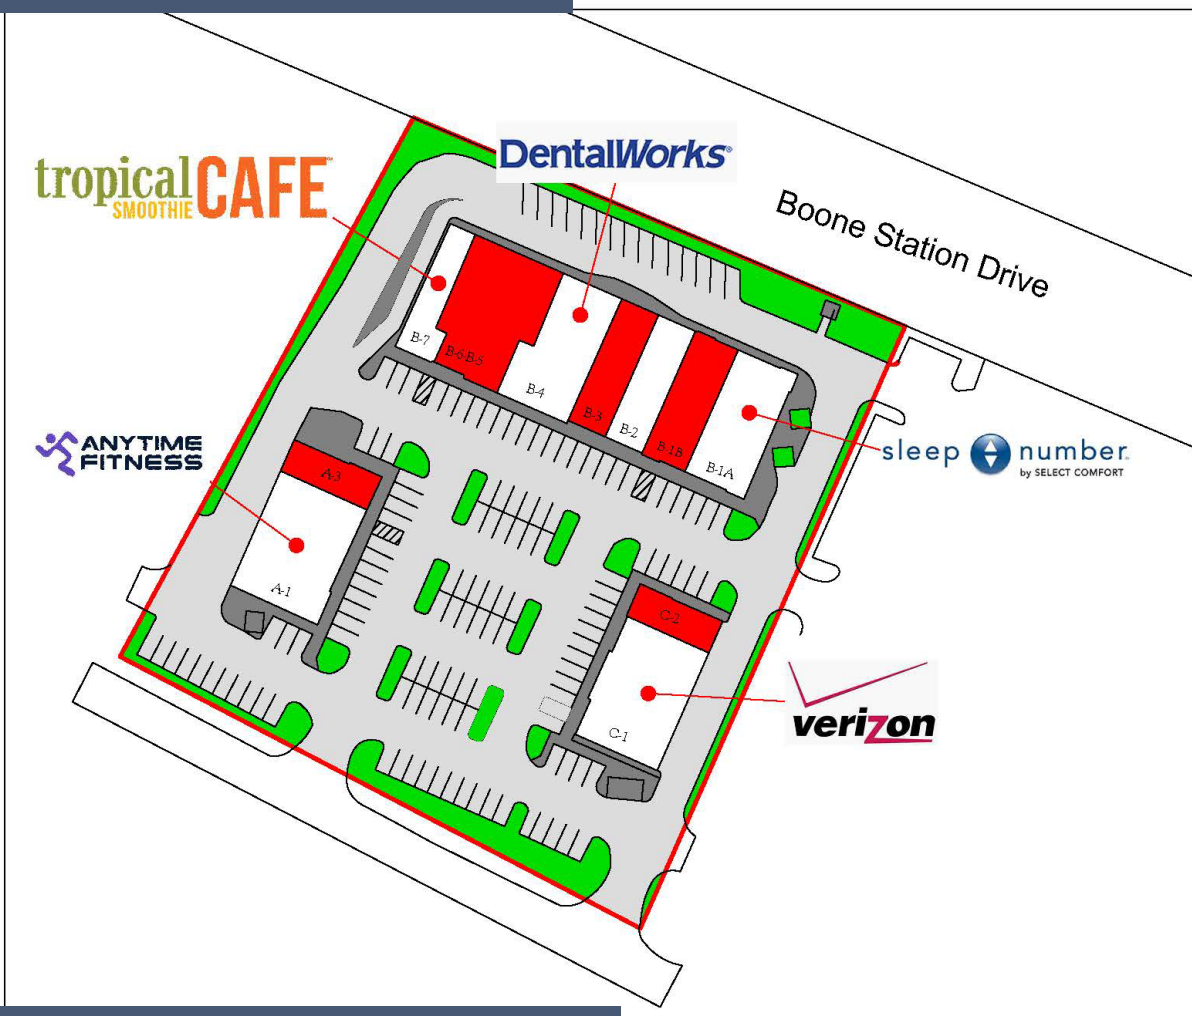 DentalWorks®
tropical CAFE
SMOOTHIE
Boone Station Drive
B-7
B-6-B-5
B-4
B-3
B-2
B-1B
B-1A
sleep number.
by SELECT COMFORT
ANYTIME
FITNESS
A-3
A-1
C-2
C-1
verizon